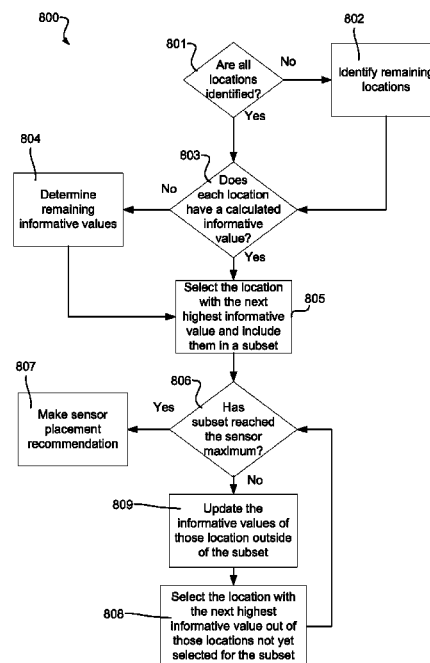 800
801
Are all
locations
identified?
No
802
Identify remaining
locations
Yes
803
Does
each location
have a calculated
informative
value?
No
804
Determine
remaining
informative values
Yes
Select the location
with the next
highest informative
value and include
them in a subset
805
806
Has
subset reached
the sensor
maximum?
Yes
807
Make sensor
placement
recommendation
No
809
Update the
informative values of
those location outside
of the subset
808
Select the location with
the next highest
informative value out of
those locations not yet
selected for the subset